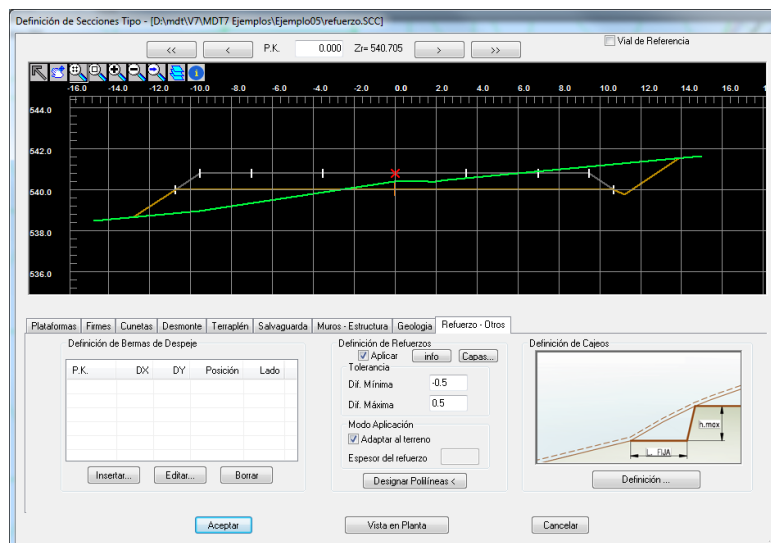 Definición de Secciones Tipo - [D:\mdt\V7\MDT7 Ejemplos\Ejemplo05\refuerzo.SCC]
<< < P.K. 0.000 Zr= 540.705 > >> Vial de Referencia
-16.0 -14.0 -12.0 -10.0 -8.0 -6.0 -4.0 -2.0 0.0 2.0 4.0 6.0 8.0 10.0 12.0 14.0 16.0
544.0
542.0
540.0
538.0
536.0
Plataformas Firmes Cunetas Desmonte Terraplén Salvaguarda Muros - Estructura Geologia Refuerzo - Otros
Definición de Bermas de Despeje
P.K. DX DY Posición Lado
Insertar... Editar... Borrar
Definición de Refuerzos
Aplicar info Capas...
Tolerancia
Dif. Mínima -0.5
Dif. Máxima 0.5
Modo Aplicación
Adaptar al terreno
Espesor del refuerzo
Designar Polilíneas <
Definición de Cajeos
h.max
L. FIJA
Definición ...
Aceptar Vista en Planta Cancelar